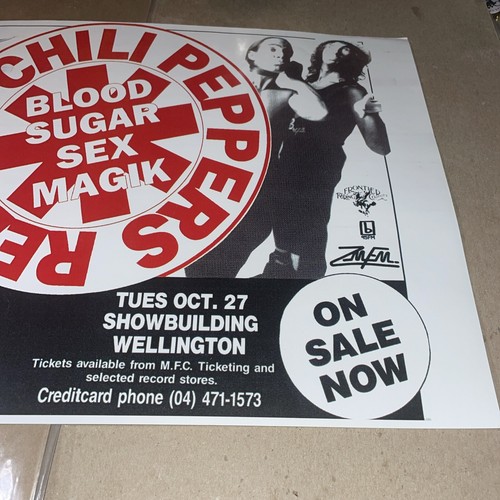 CHILI PEPPERS RE
BLOOD
SUGAR
SEX
MAGIK
FRONTIER
TUES OCT. 27
SHOWBUILDING
WELLINGTON
Tickets available from M.F.C. Ticketing and
selected record stores.
Creditcard phone (04) 471-1573
ON
SALE
NOW